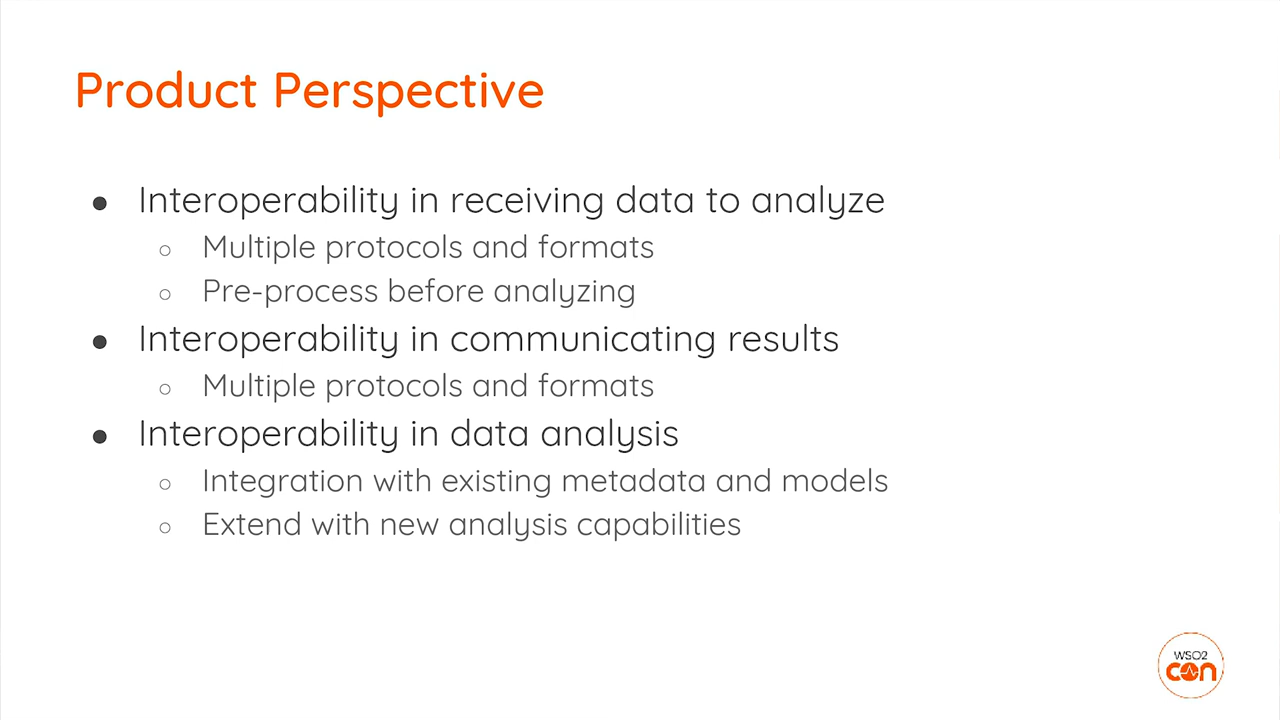 Product Perspective
● Interoperability in receiving data to analyze
○ Multiple protocols and formats
○ Pre-process before analyzing
● Interoperability in communicating results
○ Multiple protocols and formats
● Interoperability in data analysis
○ Integration with existing metadata and models
○ Extend with new analysis capabilities
WSO2
con